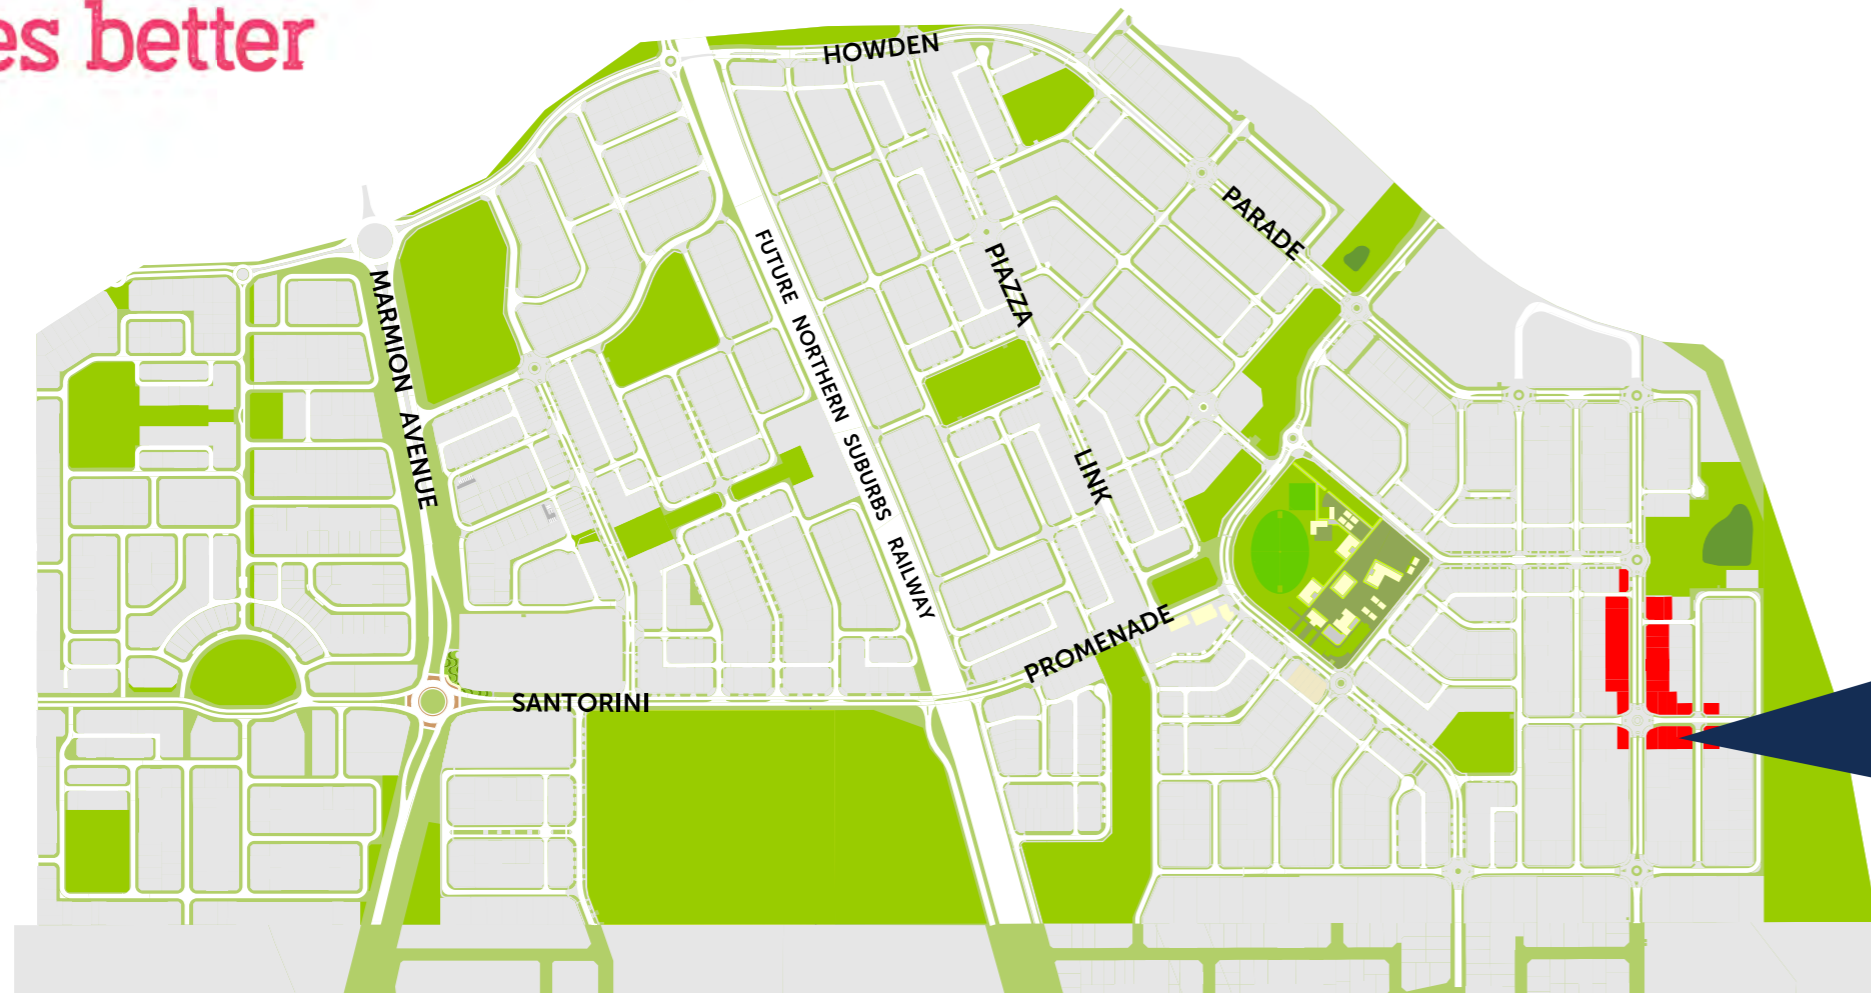 es better
HOWDEN
PARADE
PIAZZA
LINK
FUTURE NORTHERN SUBURBS RAILWAY
MARMION AVENUE
SANTORINI
PROMENADE